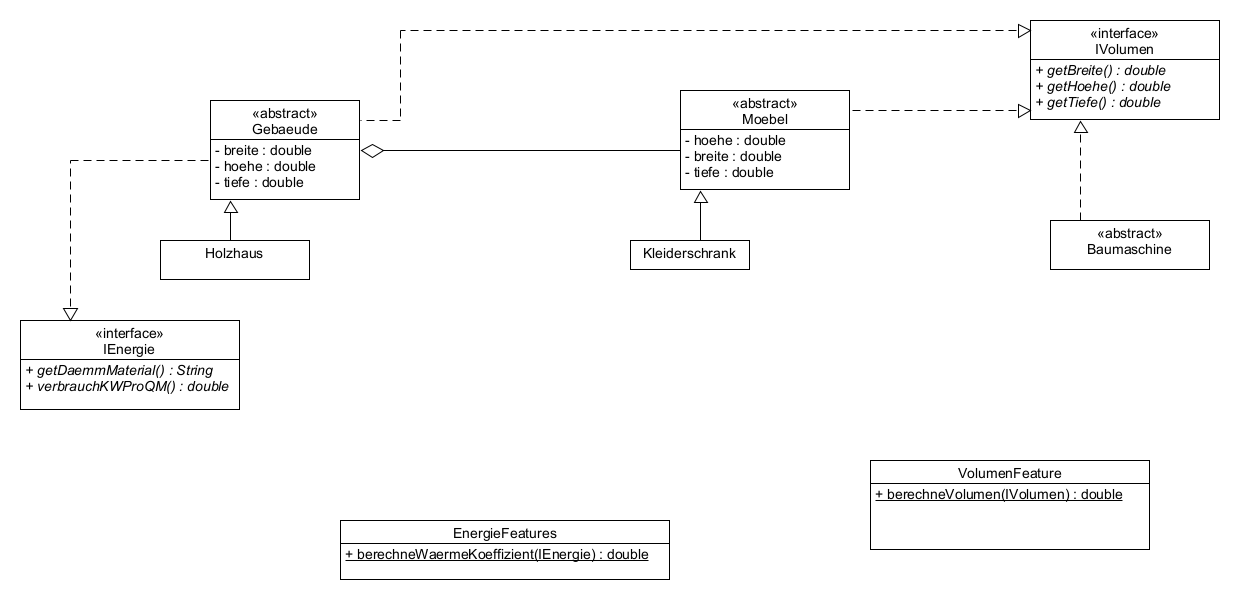 «interface»
IVolumen
+ getBreite() : double
+ getHoehe() : double
+ getTiefe() : double
«abstract»
Gebaeude
- breite : double
- hoehe : double
- tiefe : double
«abstract»
Moebel
- hoehe : double
- breite : double
- tiefe : double
«abstract»
Baumaschine
Holzhaus
Kleiderschrank
«interface»
IEnergie
+ getDaemmMaterial() : String
+ verbrauchKWProQM() : double
VolumenFeature
+ berechneVolumen(IVolumen) : double
EnergieFeatures
+ berechneWaermeKoeffizient(IEnergie) : double